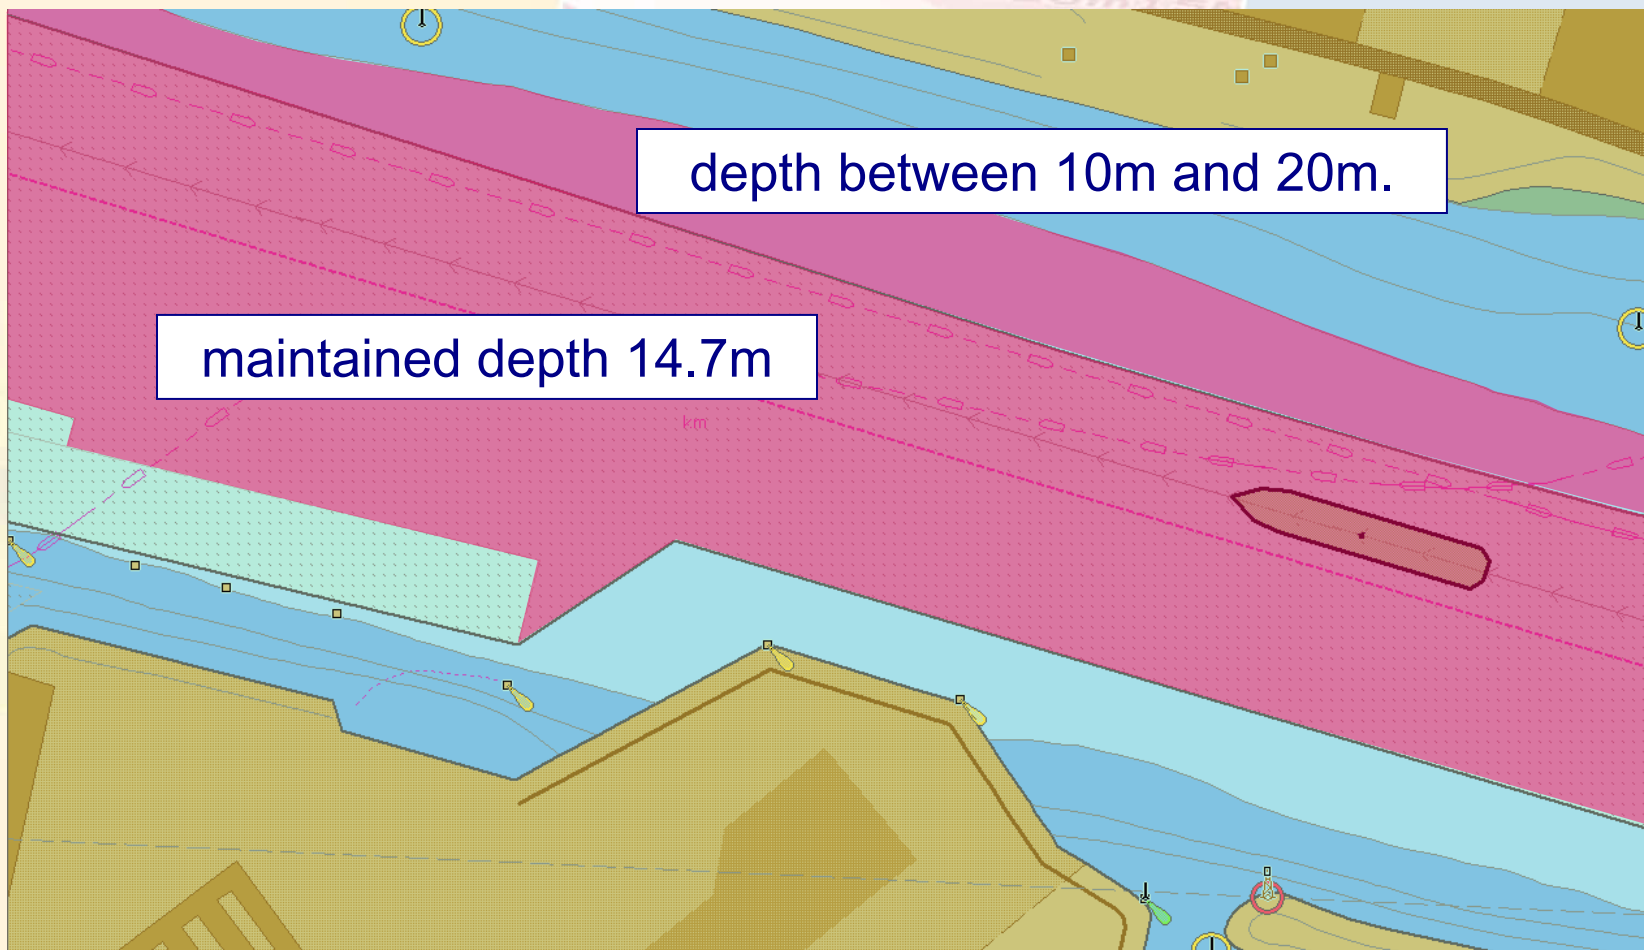 depth between 10m and 20m.
maintained depth 14.7m
km